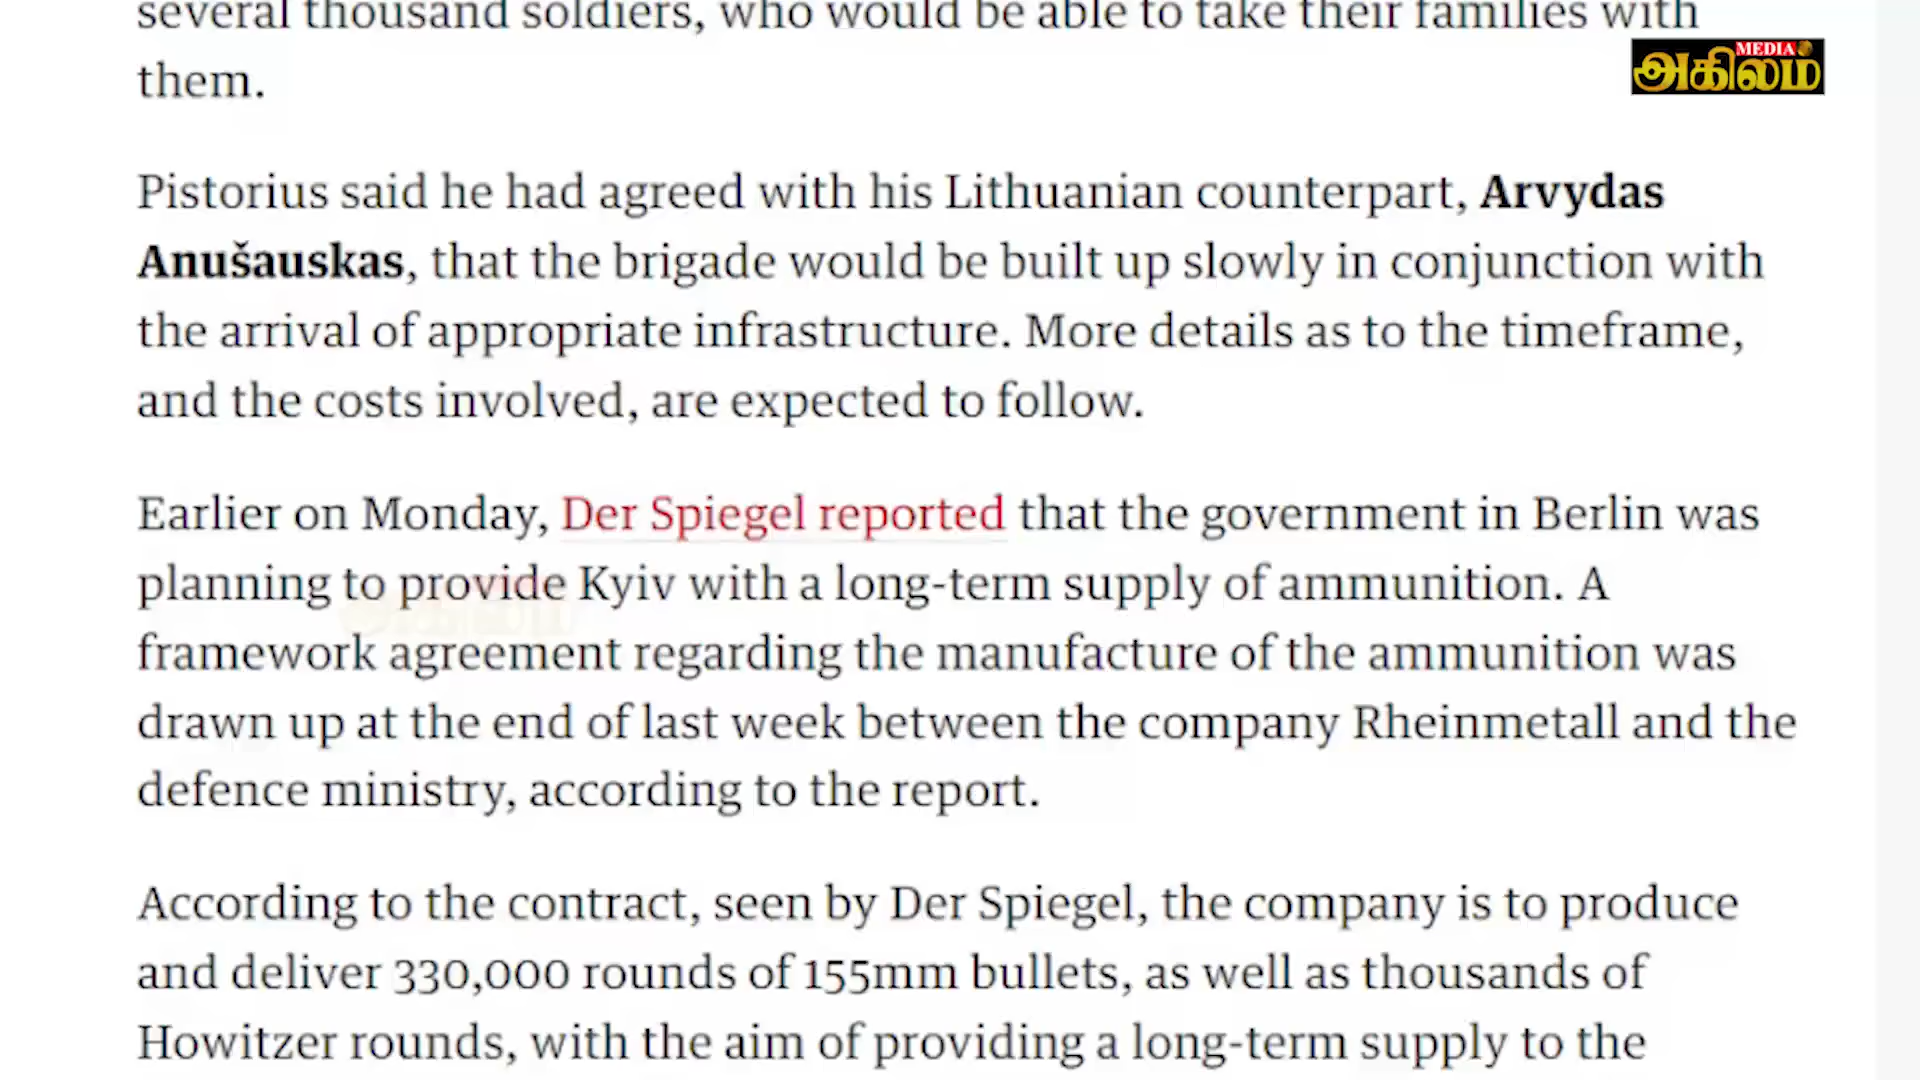 several thousand soldiers, who would be able to take their families with
them.
MEDIA
அகிலம்
Pistorius said he had agreed with his Lithuanian counterpart, Arvydas
Anušauskas, that the brigade would be built up slowly in conjunction with
the arrival of appropriate infrastructure. More details as to the timeframe,
and the costs involved, are expected to follow.
Earlier on Monday, Der Spiegel reported that the government in Berlin was
planning to provide Kyiv with a long-term supply of ammunition. A
framework agreement regarding the manufacture of the ammunition was
drawn up at the end of last week between the company Rheinmetall and the
defence ministry, according to the report.
According to the contract, seen by Der Spiegel, the company is to produce
and deliver 330,000 rounds of 155mm bullets, as well as thousands of
Howitzer rounds, with the aim of providing a long-term supply to the